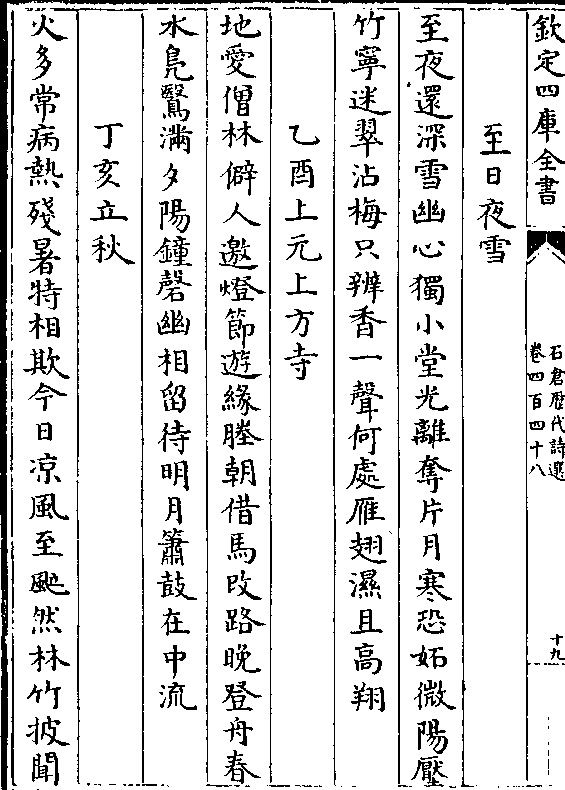 欽定四庫全書
石倉歴代詩選
卷四百四十八
十九
至日夜雪
至夜還深雪幽心獨小堂光離奪片月寒恐妬微陽壓
竹寧迷翠沾梅只辨香一聲何處雁翅濕且高翔
乙酉上元上方寺
地愛僧林僻人邀燈節遊緣塍朝借馬改路晚登舟春
水鳬鷖滿夕陽鐘磬幽相留待明月簫鼓在中流
丁亥立秋
火多常病熱殘暑特相欺今日凉風至颯然林竹披聞